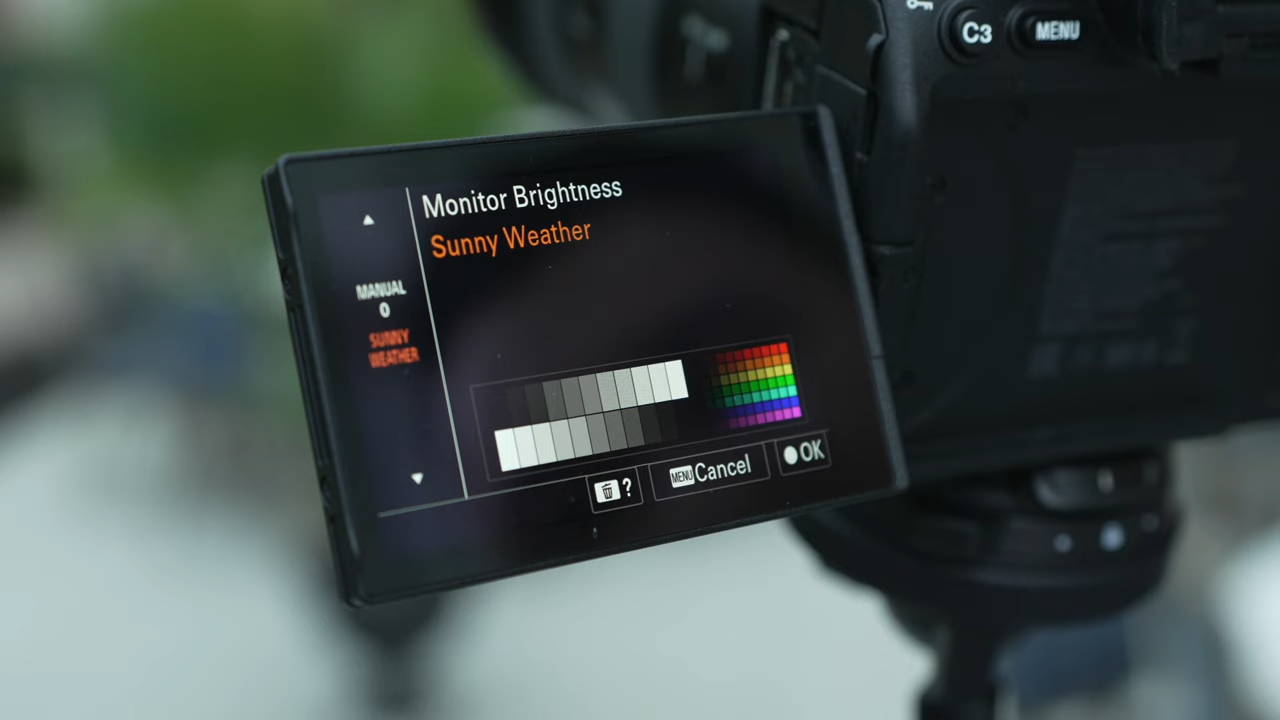 C3
MENU
Monitor Brightness
Sunny Weather
MANUAL
0
SUNNY
WEATHER
?
MENU Cancel
OK